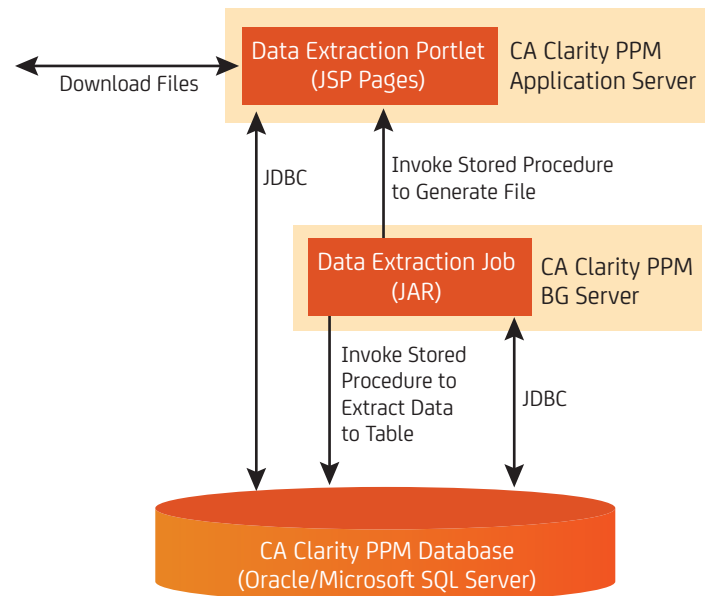 Data Extraction Portlet
(JSP Pages)
CA Clarity PPM
Application Server
Download Files
JDBC
Invoke Stored Procedure
to Generate File
Data Extraction Job
(JAR)
CA Clarity PPM
BG Server
Invoke Stored
Procedure to
Extract Data
to Table
JDBC
CA Clarity PPM Database
(Oracle/Microsoft SQL Server)